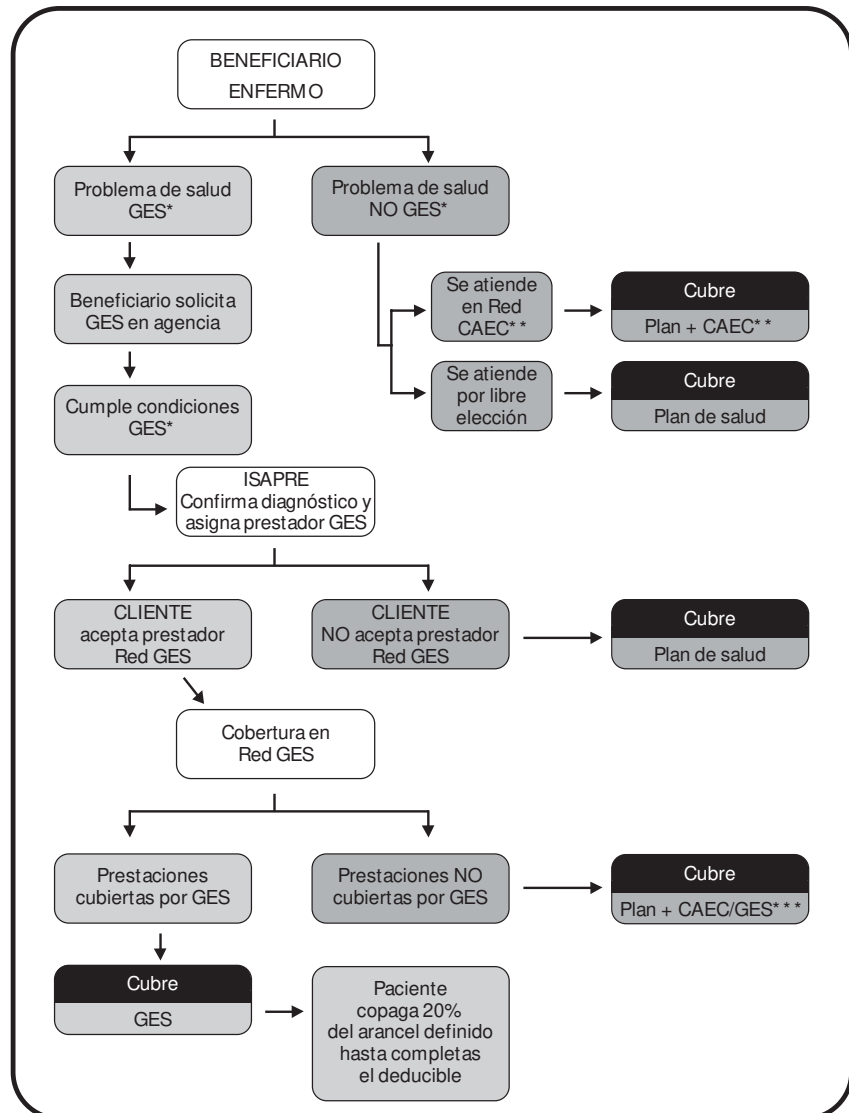 BENEFICIARIO
ENFERMO
Problema de salud
GES*
Problema de salud
NO GES*
Beneficiario solicita
GES en agencia
Se atiende
en Red
CAEC**
Cubre
Plan + CAEC**
Cumple condiciones
GES*
Se atiende
por libre
elección
Cubre
Plan de salud
ISAPRE
Confirma diagnóstico y
asigna prestador GES
CLIENTE
acepta prestador
Red GES
CLIENTE
NO acepta prestador
Red GES
Cubre
Plan de salud
Cobertura en
Red GES
Prestaciones
cubiertas por GES
Prestaciones NO
cubiertas por GES
Cubre
Plan + CAEC/GES***
Cubre
GES
Paciente
copaga 20%
del arancel definido
hasta completas
el deducible